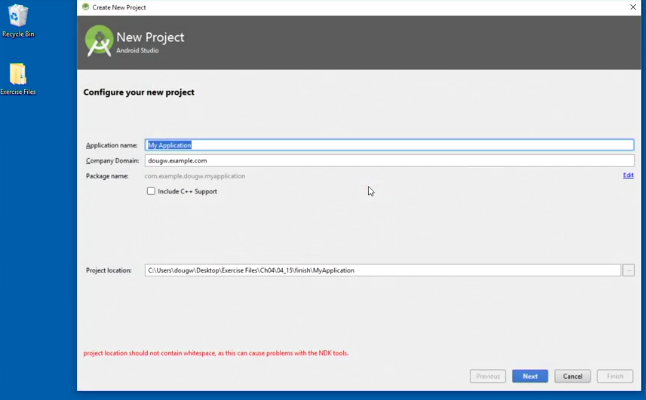 Create New Project
Recycle Bin
New Project
Android Studio
Exercise Files
Configure your new project
Application name: My Application
Company Domain: dougw.example.com
Package name: com.example.dougw.myapplication Edit
Include C++ Support
Project location: C:\Users\dougw\Desktop\Exercise Files\Ch04\04_15\finish\MyApplication ...
project location should not contain whitespace, as this can cause problems with the NDK tools.
Previous Next Cancel Finish